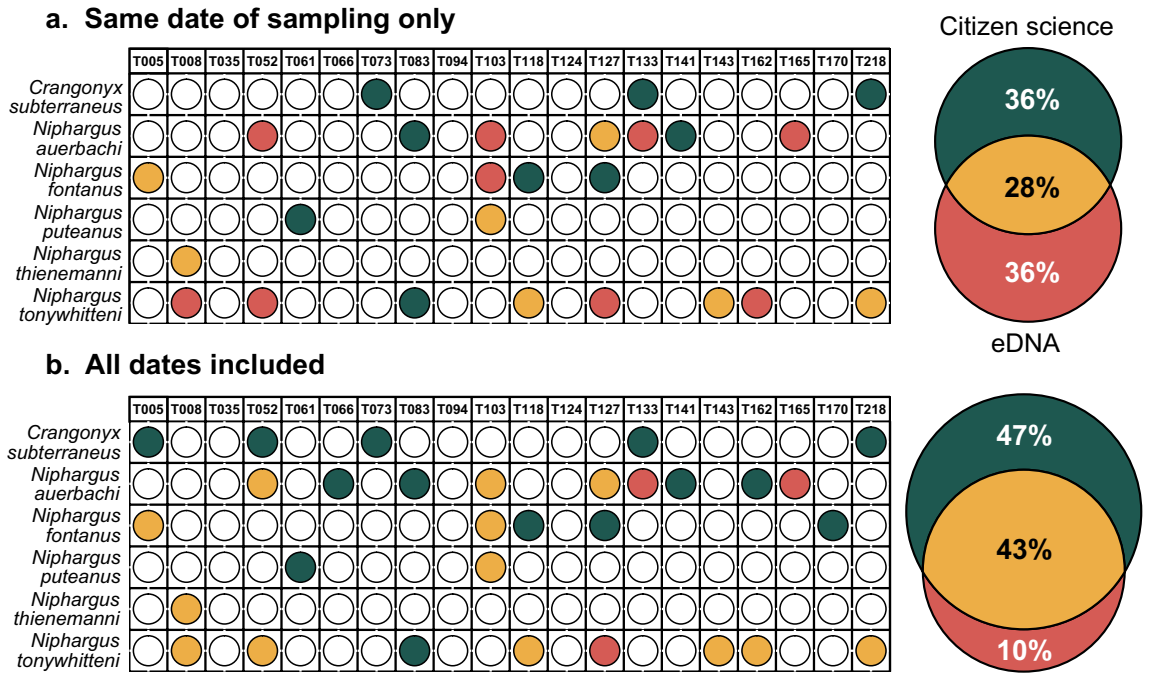 a. Same date of sampling only
T005 T008 T035 T052 T061 T066 T073 T083 T094 T103 T118 T124 T127 T133 T141 T143 T162 T165 T170 T218
Crangonyx
subterraneus
Niphargus
auerbachi
Niphargus
fontanus
Niphargus
puteanus
Niphargus
thienemanni
Niphargus
tonywhitteni
Citizen science
36%
28%
36%
eDNA
b. All dates included
T005 T008 T035 T052 T061 T066 T073 T083 T094 T103 T118 T124 T127 T133 T141 T143 T162 T165 T170 T218
Crangonyx
subterraneus
Niphargus
auerbachi
Niphargus
fontanus
Niphargus
puteanus
Niphargus
thienemanni
Niphargus
tonywhitteni
47%
43%
10%